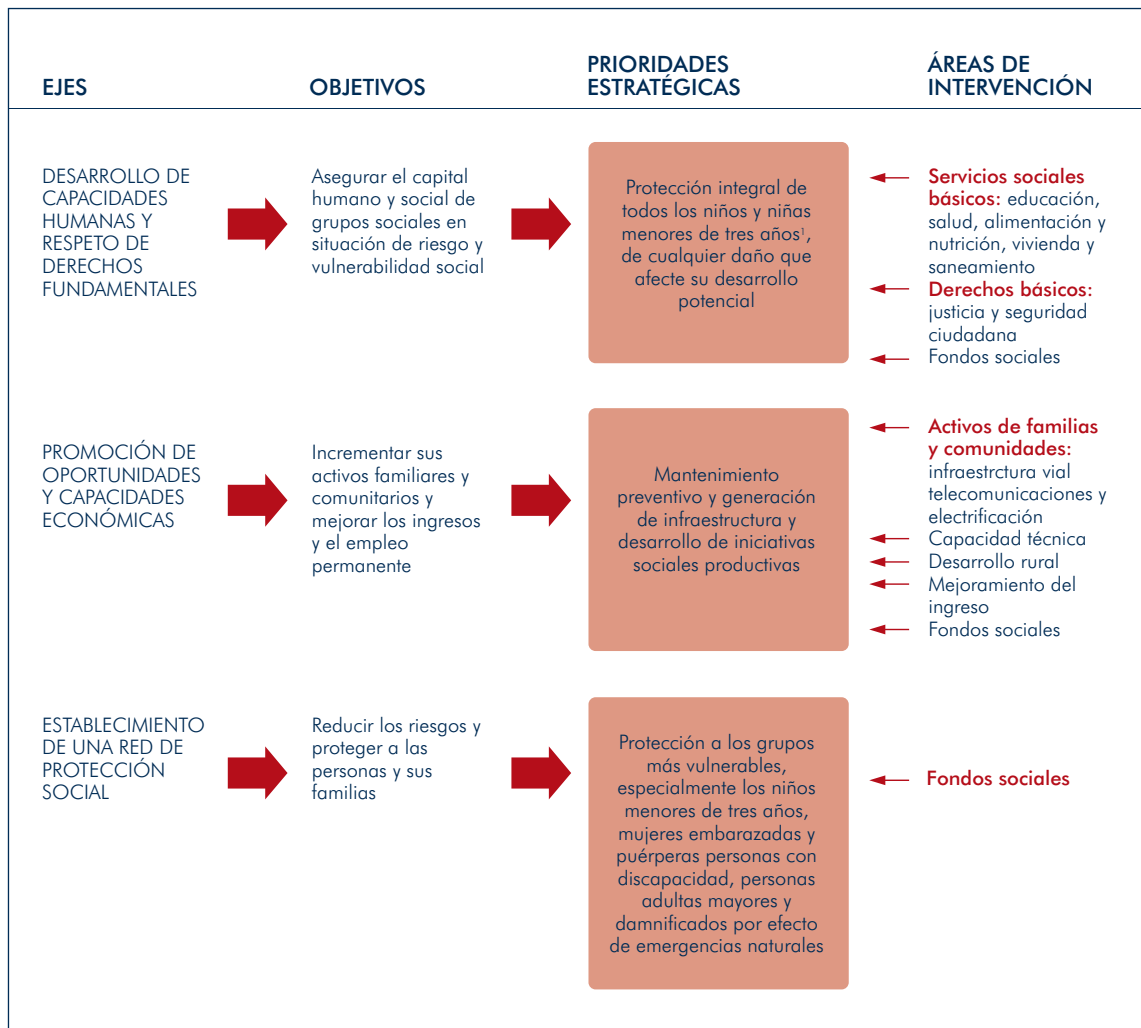 EJES
OBJETIVOS
PRIORIDADES
ESTRATÉGICAS
ÁREAS DE
INTERVENCIÓN
DESARROLLO DE
CAPACIDADES
HUMANAS Y
RESPETO DE
DERECHOS
FUNDAMENTALES
Asegurar el capital
humano y social de
grupos sociales en
situación de riesgo y
vulnerabilidad social
Protección integral de
todos los niños y niñas
menores de tres años¹,
de cualquier daño que
afecte su desarrollo
potencial
Servicios sociales
básicos: educación,
salud, alimentación y
nutrición, vivienda y
saneamiento
Derechos básicos:
justicia y seguridad
ciudadana
Fondos sociales
PROMOCIÓN DE
OPORTUNIDADES
Y CAPACIDADES
ECONÓMICAS
Incrementar sus
activos familiares y
comunitarios y
mejorar los ingresos
y el empleo
permanente
Mantenimiento
preventivo y generación
de infraestructura y
desarrollo de iniciativas
sociales productivas
Activos de familias
y comunidades:
infraestrctura vial
telecomunicaciones y
electrificación
Capacidad técnica
Desarrollo rural
Mejoramiento del
ingreso
Fondos sociales
ESTABLECIMIENTO
DE UNA RED DE
PROTECCIÓN
SOCIAL
Reducir los riesgos y
proteger a las
personas y sus
familias
Protección a los grupos
más vulnerables,
especialmente los niños
menores de tres años,
mujeres embarazadas y
puérperas personas con
discapacidad, personas
adultas mayores y
damnificados por efecto
de emergencias naturales
Fondos sociales